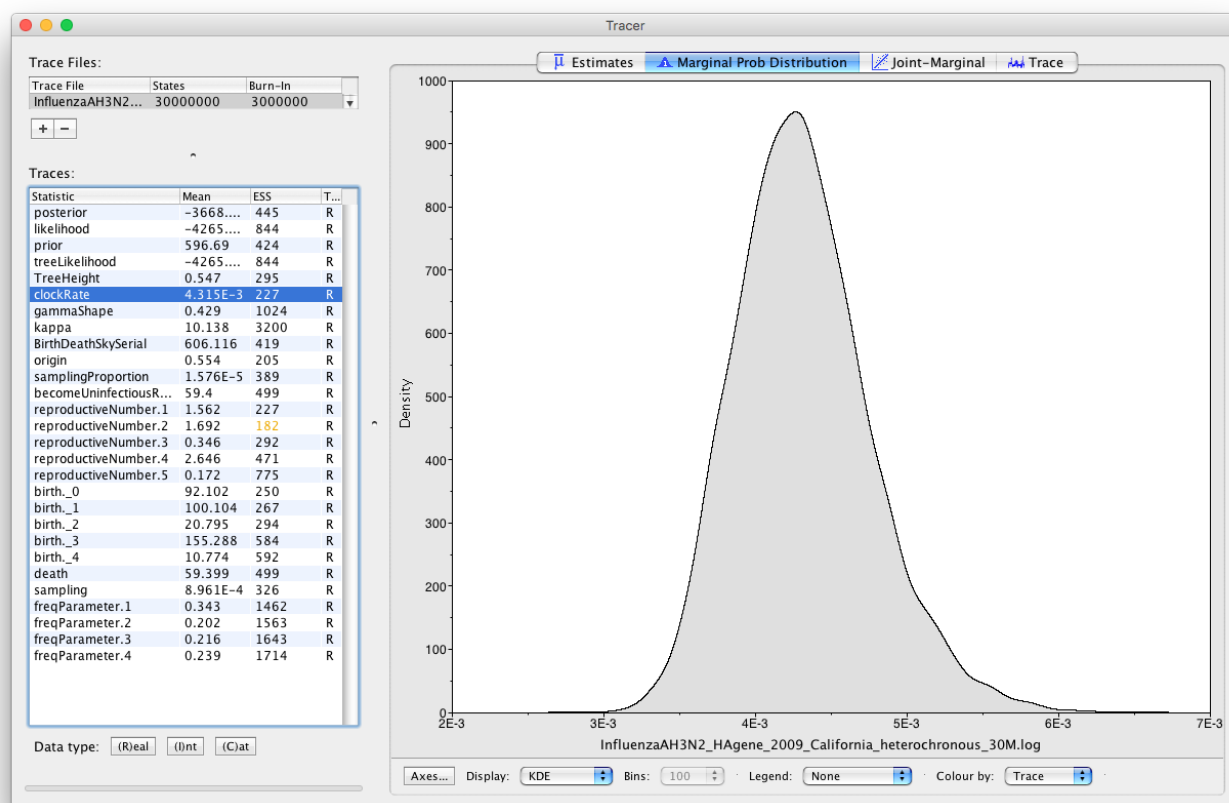 Tracer
Trace Files:
Trace File States Burn-In
InfluenzaAH3N2... 30000000 3000000
+ −
Traces:
Statistic Mean ESS T...
posterior -3668.... 445 R
likelihood -4265.... 844 R
prior 596.69 424 R
treeLikelihood -4265.... 844 R
TreeHeight 0.547 295 R
clockRate 4.315E-3 227 R
gammaShape 0.429 1024 R
kappa 10.138 3200 R
BirthDeathSkySerial 606.116 419 R
origin 0.554 205 R
samplingProportion 1.576E-5 389 R
becomeUninfectiousR... 59.4 499 R
reproductiveNumber.1 1.562 227 R
reproductiveNumber.2 1.692 182 R
reproductiveNumber.3 0.346 292 R
reproductiveNumber.4 2.646 471 R
reproductiveNumber.5 0.172 775 R
birth._0 92.102 250 R
birth._1 100.104 267 R
birth._2 20.795 294 R
birth._3 155.288 584 R
birth._4 10.774 592 R
death 59.399 499 R
sampling 8.961E-4 326 R
freqParameter.1 0.343 1462 R
freqParameter.2 0.202 1563 R
freqParameter.3 0.216 1643 R
freqParameter.4 0.239 1714 R
Data type: (R)eal (I)nt (C)at
μ Estimates Marginal Prob Distribution Joint-Marginal Trace
1000
900
800
700
600
500
400
300
200
100
0
Density
2E-3 3E-3 4E-3 5E-3 6E-3 7E-3
InfluenzaAH3N2_HAgene_2009_California_heterochronous_30M.log
Axes... Display: KDE Bins: 100 Legend: None Colour by: Trace